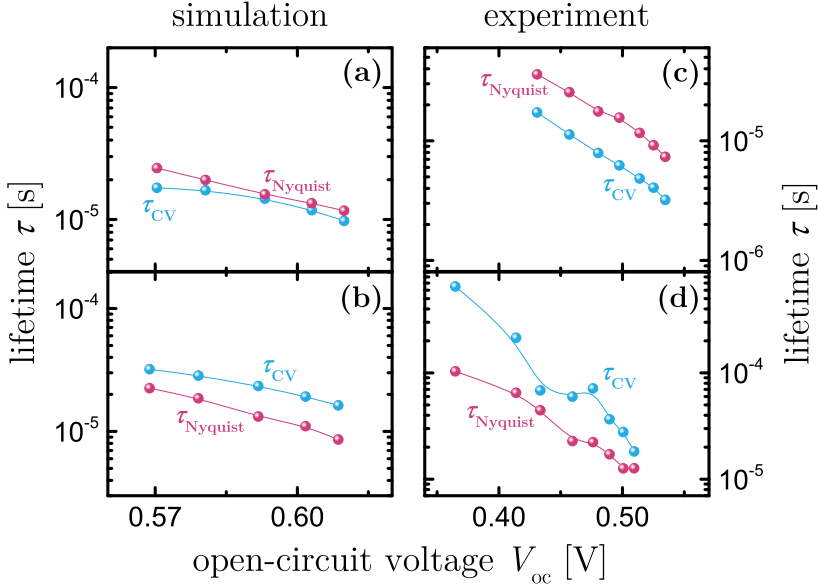 simulation
experiment
(a)
10⁻⁴
τNyquist
τCV
10⁻⁵
(c)
τNyquist
10⁻⁵
τCV
10⁻⁶
lifetime τ [s]
lifetime τ [s]
(b)
10⁻⁴
τCV
τNyquist
10⁻⁵
(d)
10⁻⁴
τCV
τNyquist
10⁻⁵
0.57
0.60
0.40
0.50
open-circuit voltage Voc [V]